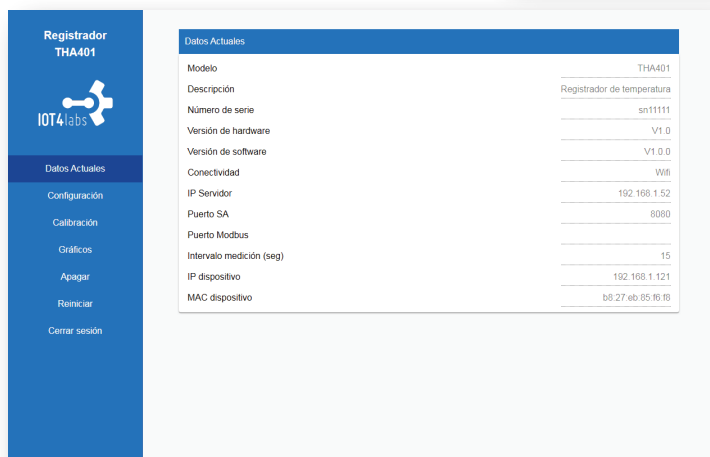 Registrador
THA401
IOT4labs
Datos Actuales
Configuración
Calibración
Gráficos
Apagar
Reiniciar
Cerrar sesión
Datos Actuales
Modelo THA401
Descripción Registrador de temperatura
Número de serie sn11111
Versión de hardware V1.0
Versión de software V1.0.0
Conectividad Wifi
IP Servidor 192.168.1.52
Puerto SA 8080
Puerto Modbus
Intervalo medición (seg) 15
IP dispositivo 192.168.1.121
MAC dispositivo b8:27:eb:85:f6:f8